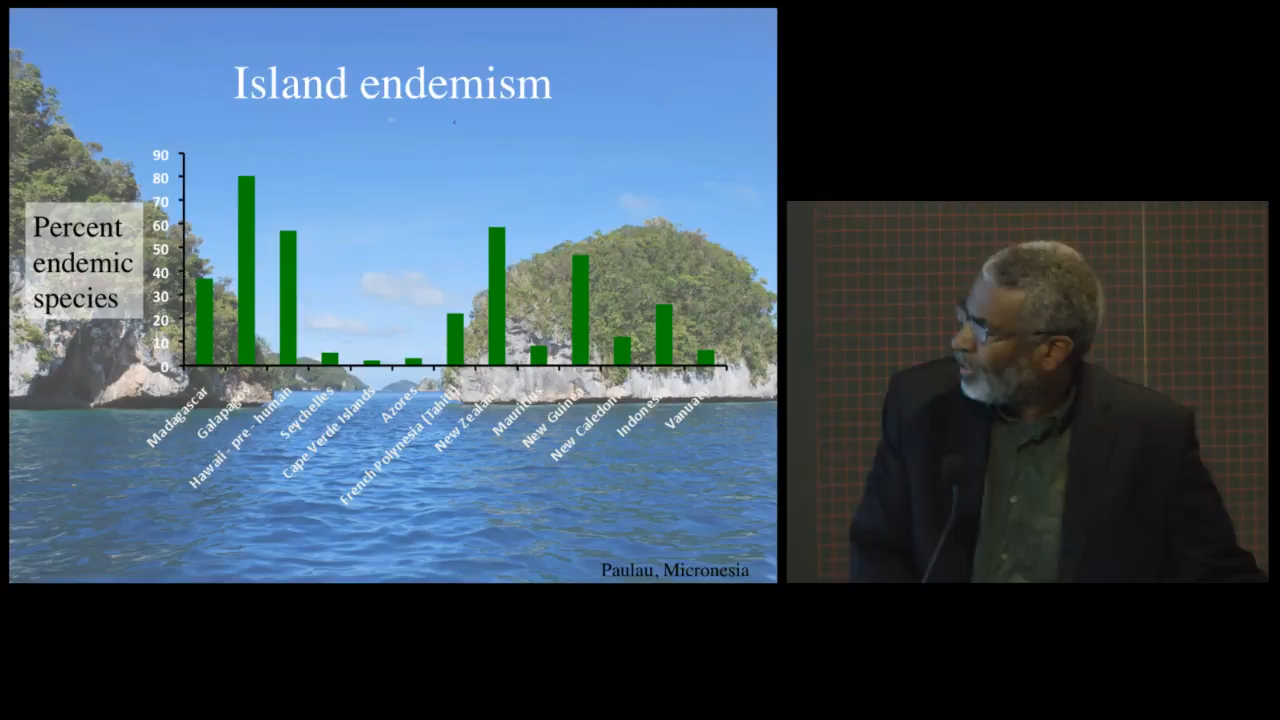 Island endemism
Percent
endemic
species
90
80
70
60
50
40
30
20
10
0
Madagascar
Galapagos
Hawaii - pre - human
Seychelles
Cape Verde Islands
Azores
French Polynesia (Tahiti)
New Zealand
Mauritius
New Guinea
New Caledonia
Indonesia
Vanuatu
Paulau, Micronesia